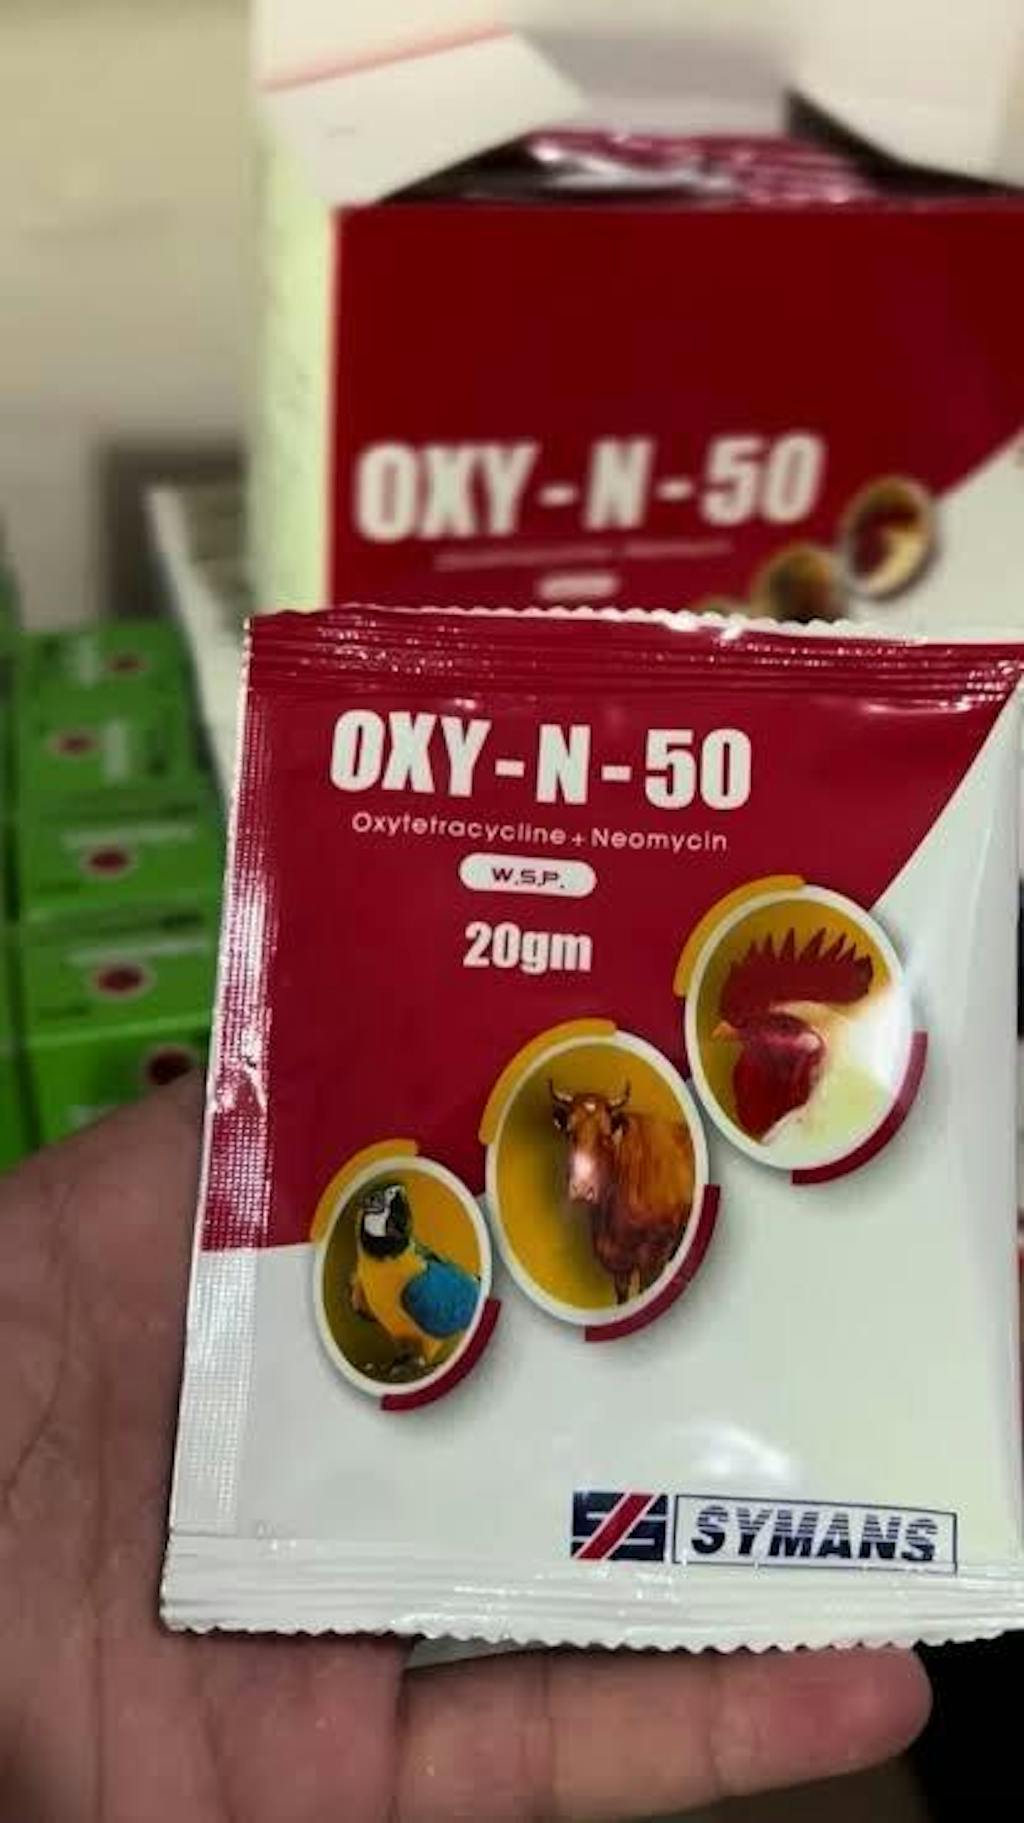 OXY-N-50
OXY-N-50
Oxytetracycline+Neomycin
W.S.P.
20gm
SYMANS